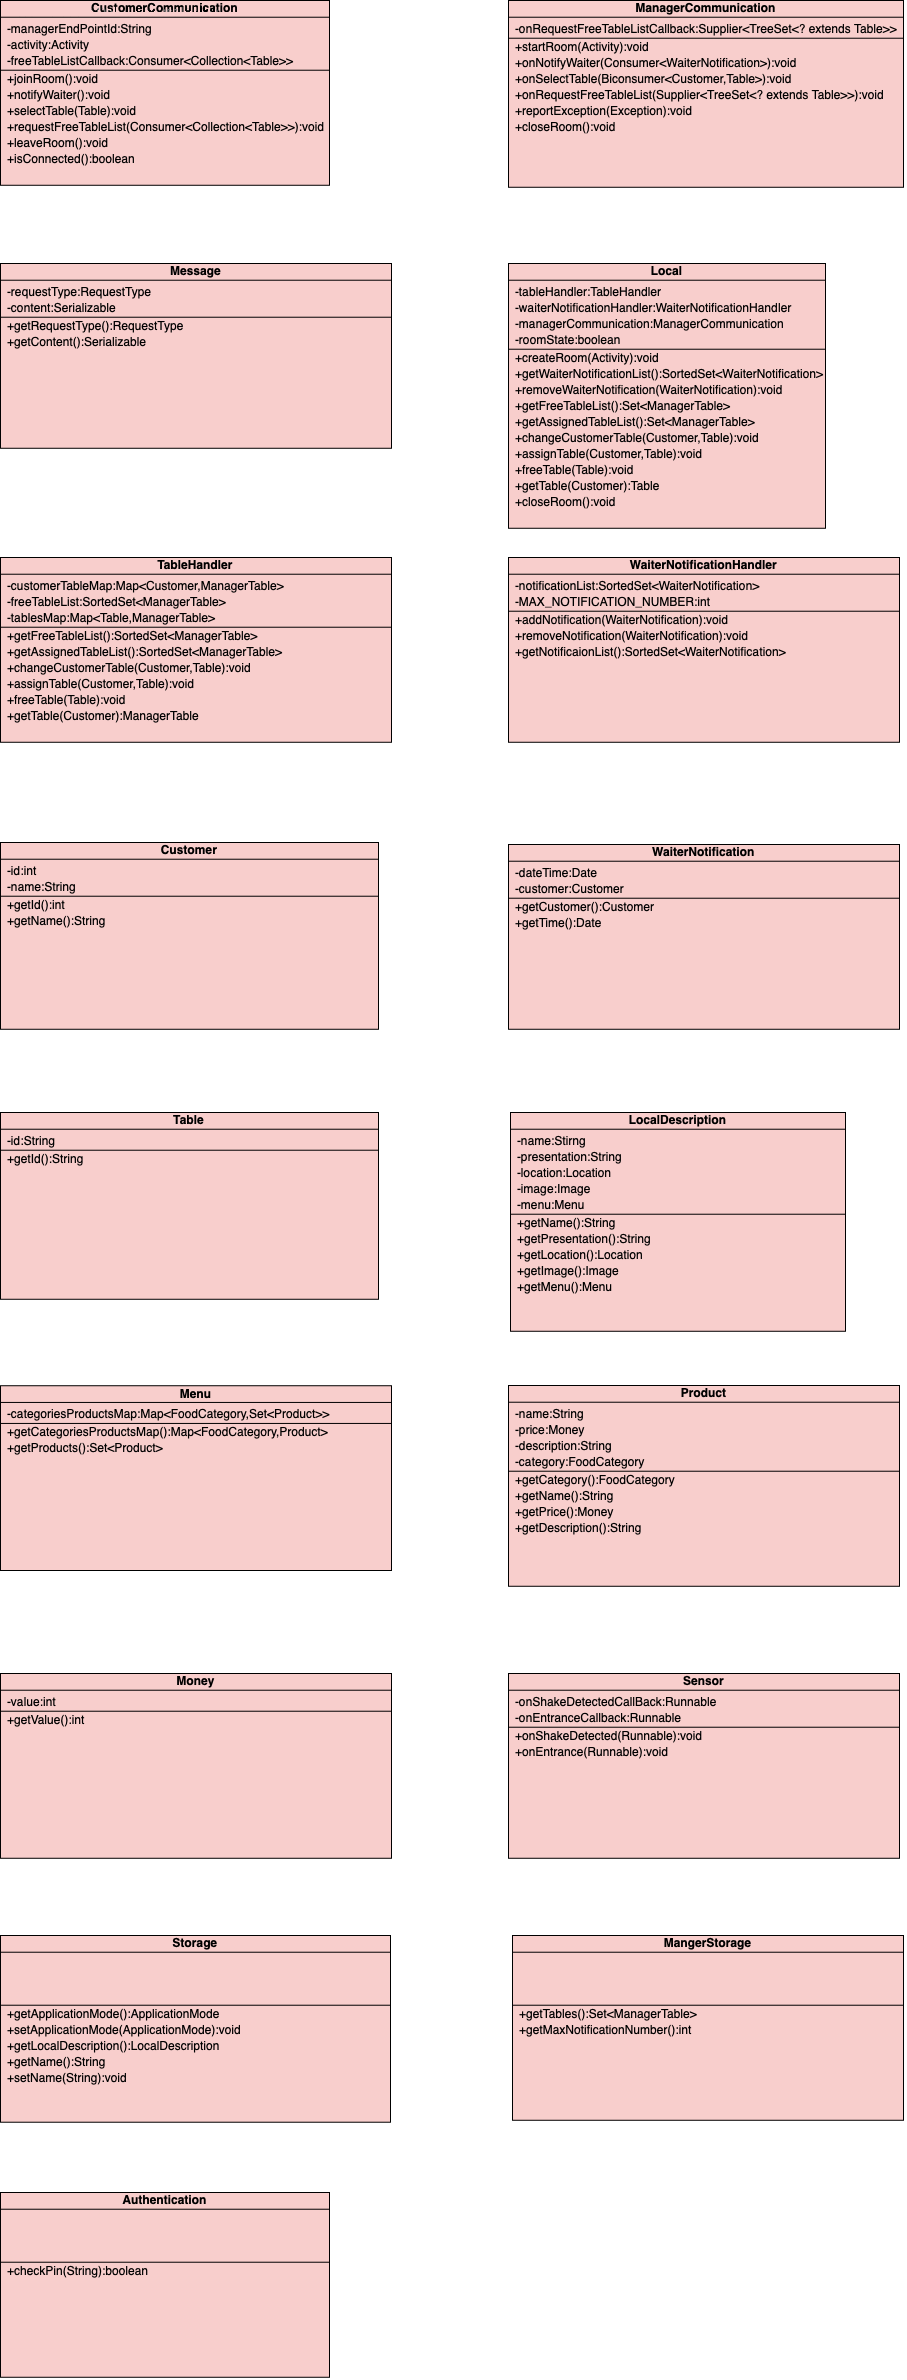 CustomerCommunication
-managerEndPointId:String
-activity:Activity
-freeTableListCallback:Consumer<Collection<Table>>
+joinRoom():void
+notifyWaiter():void
+selectTable(Table):void
+requestFreeTableList(Consumer<Collection<Table>>):void
+leaveRoom():void
+isConnected():boolean
ManagerCommunication
-onRequestFreeTableListCallback:Supplier<TreeSet<? extends Table>>
+startRoom(Activity):void
+onNotifyWaiter(Consumer<WaiterNotification>):void
+onSelectTable(Biconsumer<Customer,Table>):void
+onRequestFreeTableList(Supplier<TreeSet<? extends Table>>):void
+reportException(Exception):void
+closeRoom():void
Message
-requestType:RequestType
-content:Serializable
+getRequestType():RequestType
+getContent():Serializable
Local
-tableHandler:TableHandler
-waiterNotificationHandler:WaiterNotificationHandler
-managerCommunication:ManagerCommunication
-roomState:boolean
+createRoom(Activity):void
+getWaiterNotificationList():SortedSet<WaiterNotification>
+removeWaiterNotification(WaiterNotification):void
+getFreeTableList():Set<ManagerTable>
+getAssignedTableList():Set<ManagerTable>
+changeCustomerTable(Customer,Table):void
+assignTable(Customer,Table):void
+freeTable(Table):void
+getTable(Customer):Table
+closeRoom():void
TableHandler
-customerTableMap:Map<Customer,ManagerTable>
-freeTableList:SortedSet<ManagerTable>
-tablesMap:Map<Table,ManagerTable>
+getFreeTableList():SortedSet<ManagerTable>
+getAssignedTableList():SortedSet<ManagerTable>
+changeCustomerTable(Customer,Table):void
+assignTable(Customer,Table):void
+freeTable(Table):void
+getTable(Customer):ManagerTable
WaiterNotificationHandler
-notificationList:SortedSet<WaiterNotification>
-MAX_NOTIFICATION_NUMBER:int
+addNotification(WaiterNotification):void
+removeNotification(WaiterNotification):void
+getNotificaionList():SortedSet<WaiterNotification>
Customer
-id:int
-name:String
+getId():int
+getName():String
WaiterNotification
-dateTime:Date
-customer:Customer
+getCustomer():Customer
+getTime():Date
Table
-id:String
+getId():String
LocalDescription
-name:Stirng
-presentation:String
-location:Location
-image:Image
-menu:Menu
+getName():String
+getPresentation():String
+getLocation():Location
+getImage():Image
+getMenu():Menu
Menu
-categoriesProductsMap:Map<FoodCategory,Set<Product>>
+getCategoriesProductsMap():Map<FoodCategory,Product>
+getProducts():Set<Product>
Product
-name:String
-price:Money
-description:String
-category:FoodCategory
+getCategory():FoodCategory
+getName():String
+getPrice():Money
+getDescription():String
Money
-value:int
+getValue():int
Sensor
-onShakeDetectedCallBack:Runnable
-onEntranceCallback:Runnable
+onShakeDetected(Runnable):void
+onEntrance(Runnable):void
Storage
+getApplicationMode():ApplicationMode
+setApplicationMode(ApplicationMode):void
+getLocalDescription():LocalDescription
+getName():String
+setName(String):void
MangerStorage
+getTables():Set<ManagerTable>
+getMaxNotificationNumber():int
Authentication
+checkPin(String):boolean